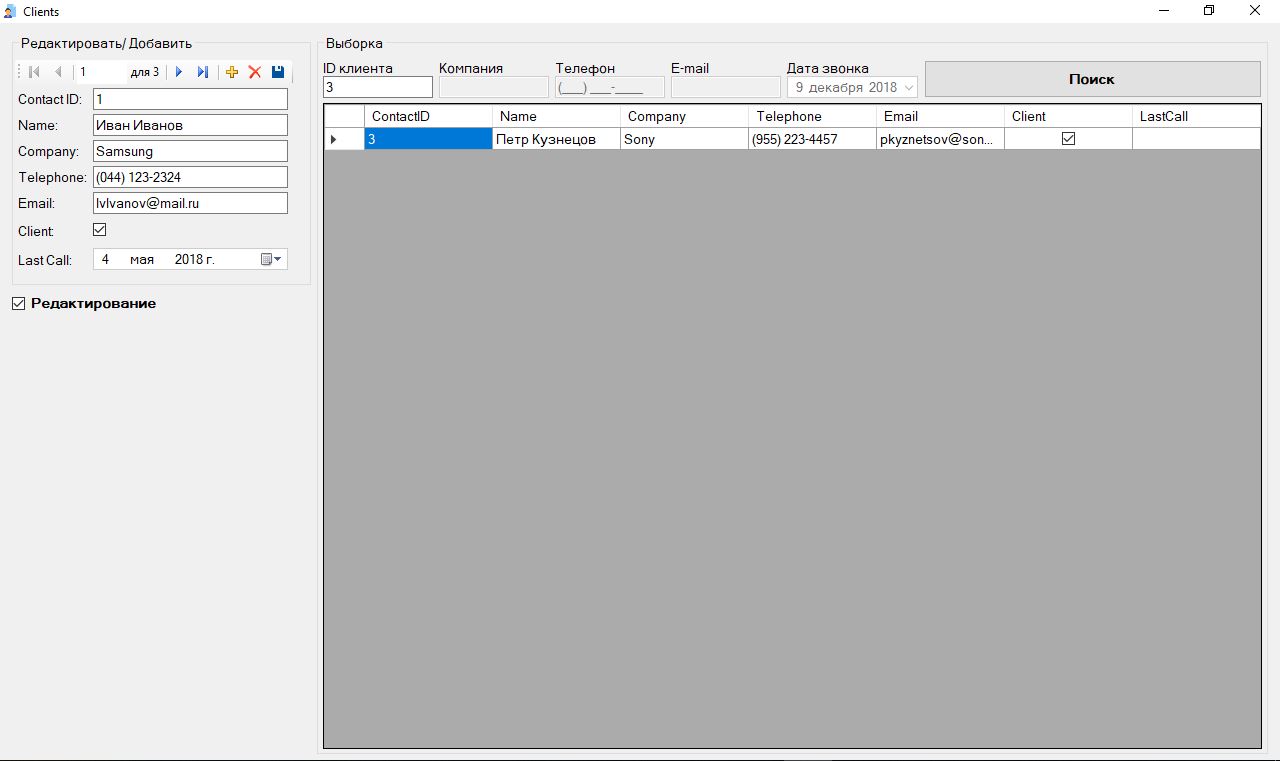 Clients
Редактировать/ Добавить
1 для 3
Contact ID: 1
Name: Иван Иванов
Company: Samsung
Telephone: (044) 123-2324
Email: IvIvanov@mail.ru
Client:
Last Call: 4 мая 2018 г.
Редактирование
Выборка
ID клиента Компания Телефон E-mail Дата звонка
3 (___) ___-____ 9 декабря 2018 Поиск
ContactID Name Company Telephone Email Client LastCall
3 Петр Кузнецов Sony (955) 223-4457 pkyznetsov@son...